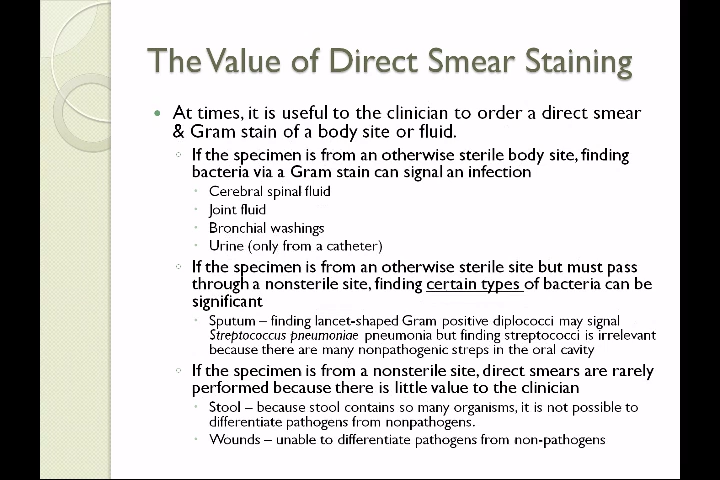 The Value of Direct Smear Staining
At times, it is useful to the clinician to order a direct smear
& Gram stain of a body site or fluid.
If the specimen is from an otherwise sterile body site, finding
bacteria via a Gram stain can signal an infection
Cerebral spinal fluid
Joint fluid
Bronchial washings
Urine (only from a catheter)
If the specimen is from an otherwise sterile site but must pass
through a nonsterile site, finding certain types of bacteria can be
significant
Sputum – finding lancet-shaped Gram positive diplococci may signal
Streptococcus pneumoniae pneumonia but finding streptococci is irrelevant
because there are many nonpathogenic streps in the oral cavity
If the specimen is from a nonsterile site, direct smears are rarely
performed because there is little value to the clinician
Stool – because stool contains so many organisms, it is not possible to
differentiate pathogens from nonpathogens.
Wounds – unable to differentiate pathogens from non-pathogens